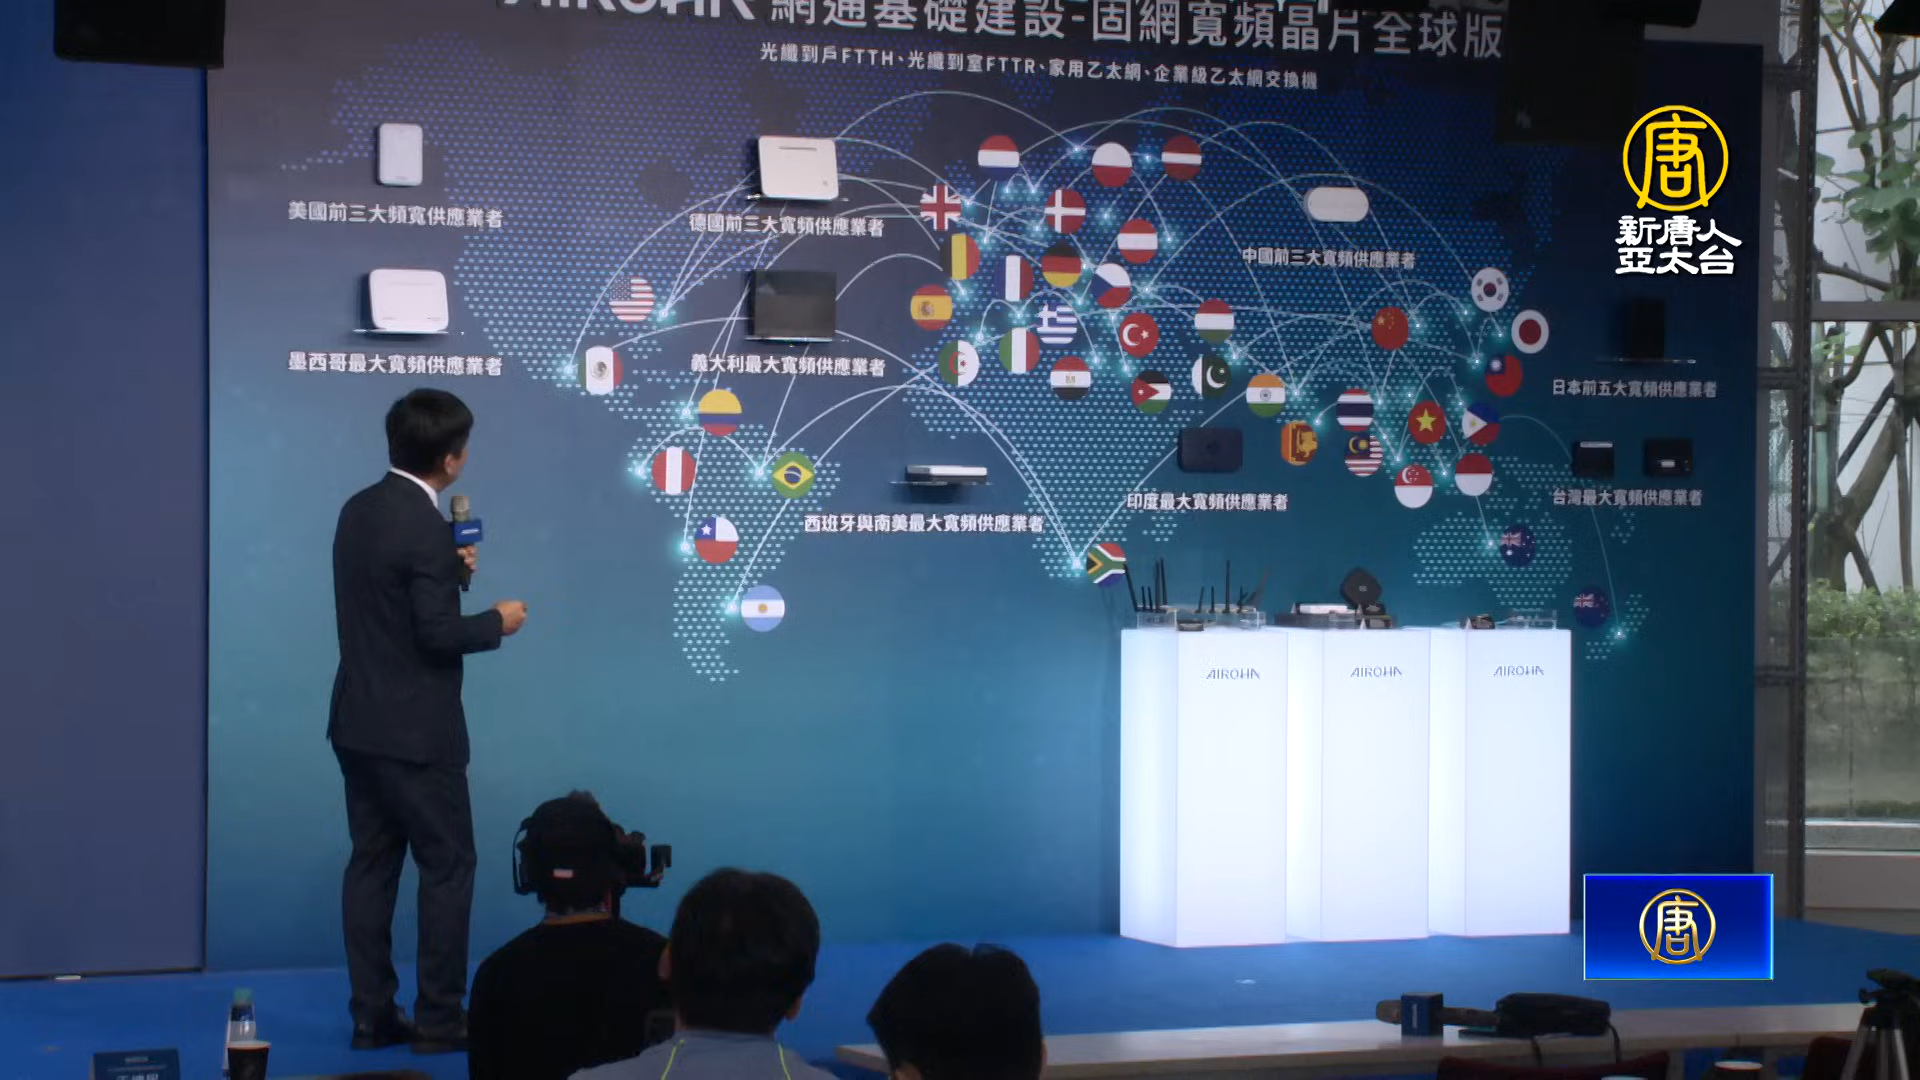 AIROHA 網通基礎建設-固網寬頻晶片全球版
光纖到戶FTTH、光纖到室FTTR、家用乙太網、企業級乙太網交換機
唐
新唐人
亞太台
美國前三大頻寬供應業者
德國前三大寬頻供應業者
中國前三大寬頻供應業者
墨西哥最大寬頻供應業者
義大利最大寬頻供應業者
日本前五大寬頻供應業者
西班牙與南美最大寬頻供應業者
印度最大寬頻供應業者
台灣最大寬頻供應業者
AIROHA
AIROHA
AIROHA
唐